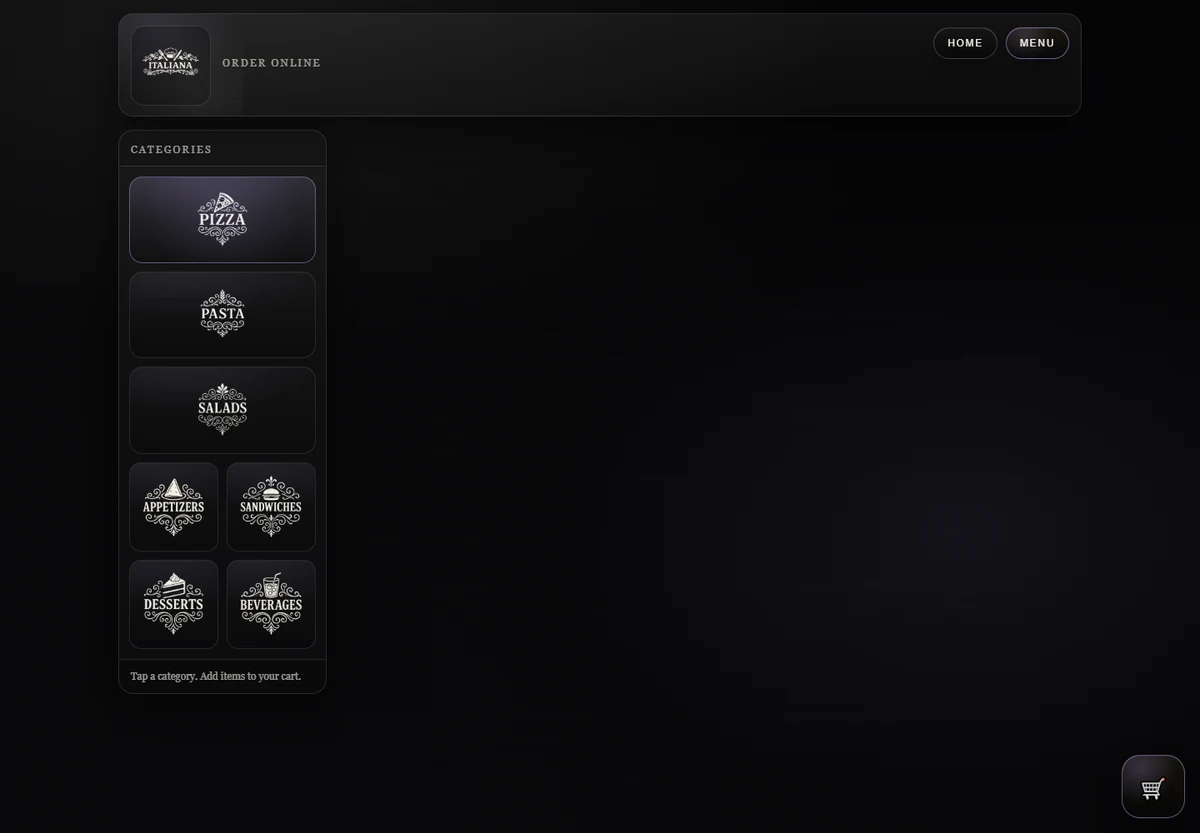 ITALIANA
ORDER ONLINE
HOME
MENU
CATEGORIES
PIZZA
PASTA
SALADS
APPETIZERS
SANDWICHES
DESSERTS
BEVERAGES
Tap a category. Add items to your cart.